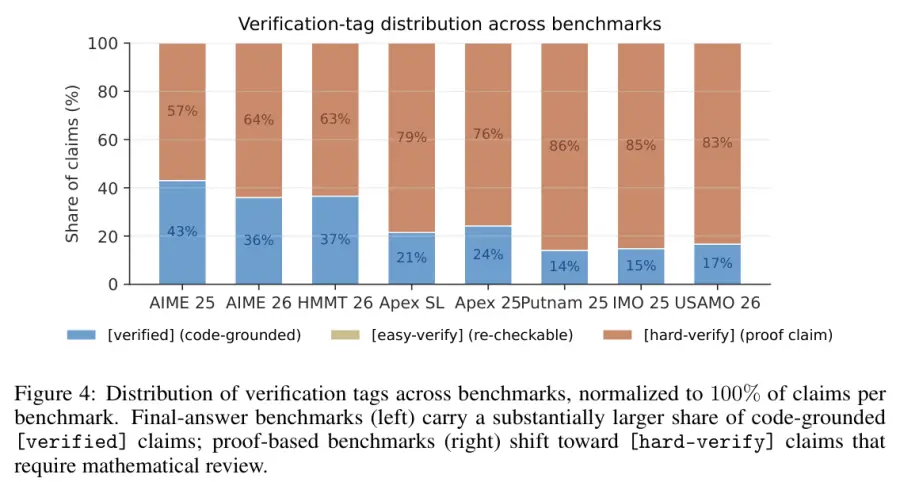 Verification-tag distribution across benchmarks
Share of claims (%)
100
80
60
40
20
0
57% 64% 63% 79% 76% 86% 85% 83%
43% 36% 37% 21% 24% 14% 15% 17%
AIME 25 AIME 26 HMMT 26 Apex SL Apex 25 Putnam 25 IMO 25 USAMO 26
[verified] (code-grounded) [easy-verify] (re-checkable) [hard-verify] (proof claim)
Figure 4: Distribution of verification tags across benchmarks, normalized to 100% of claims per
benchmark. Final-answer benchmarks (left) carry a substantially larger share of code-grounded
[verified] claims; proof-based benchmarks (right) shift toward [hard-verify] claims that
require mathematical review.